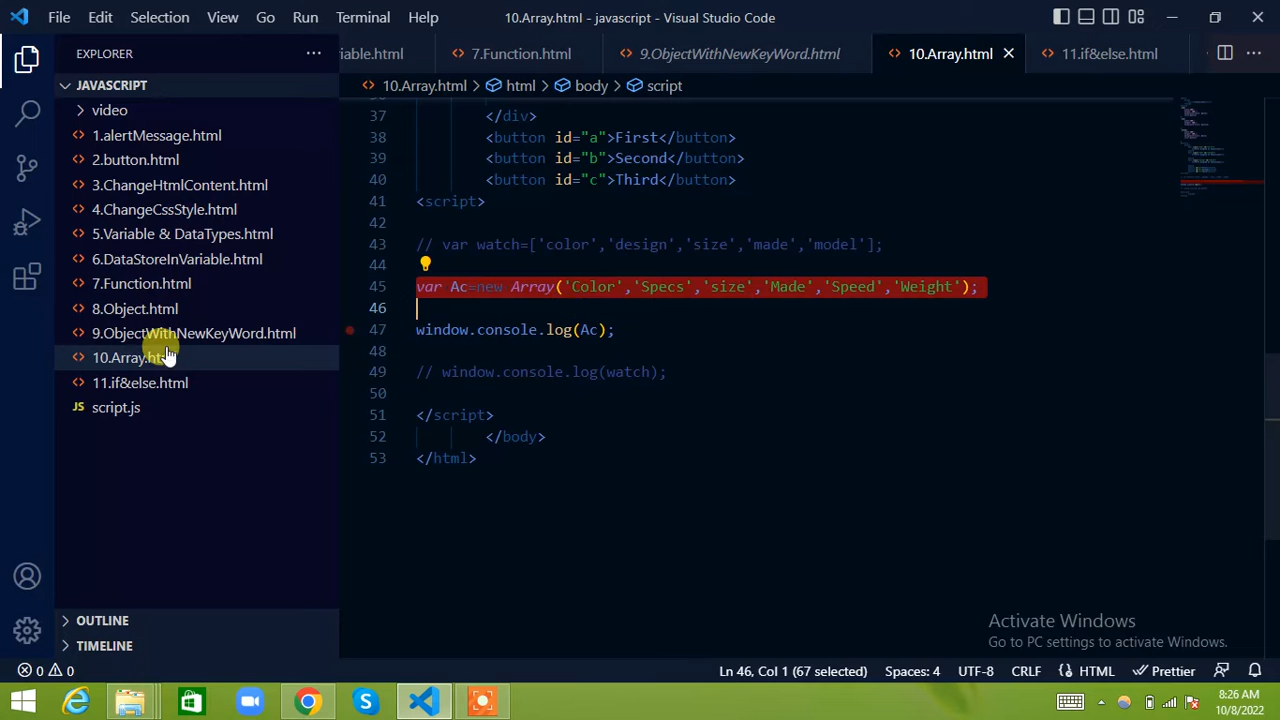 File Edit Selection View Go Run Terminal Help 10.Array.html - javascript - Visual Studio Code
EXPLORER
riable.html 7.Function.html 9.ObjectWithNewKeyWord.html 10.Array.html 11.if&else.html
JAVASCRIPT
10.Array.html > html > body > script
video
1.alertMessage.html
2.button.html
3.ChangeHtmlContent.html
4.ChangeCssStyle.html
5.Variable & DataTypes.html
6.DataStoreInVariable.html
7.Function.html
8.Object.html
9.ObjectWithNewKeyWord.html
10.Array.html
11.if&else.html
JS script.js
OUTLINE
TIMELINE
37 </div>
38 <button id="a">First</button>
39 <button id="b">Second</button>
40 <button id="c">Third</button>
41 <script>
42
43 // var watch=['color','design','size','made','model'];
44
45 var Ac=new Array('Color','Specs','size','Made','Speed','Weight');
46
47 window.console.log(Ac);
48
49 // window.console.log(watch);
50
51 </script>
52 </body>
53 </html>
Activate Windows
Go to PC settings to activate Windows.
0 0 Ln 46, Col 1 (67 selected) Spaces: 4 UTF-8 CRLF HTML Prettier
8:26 AM
10/8/2022